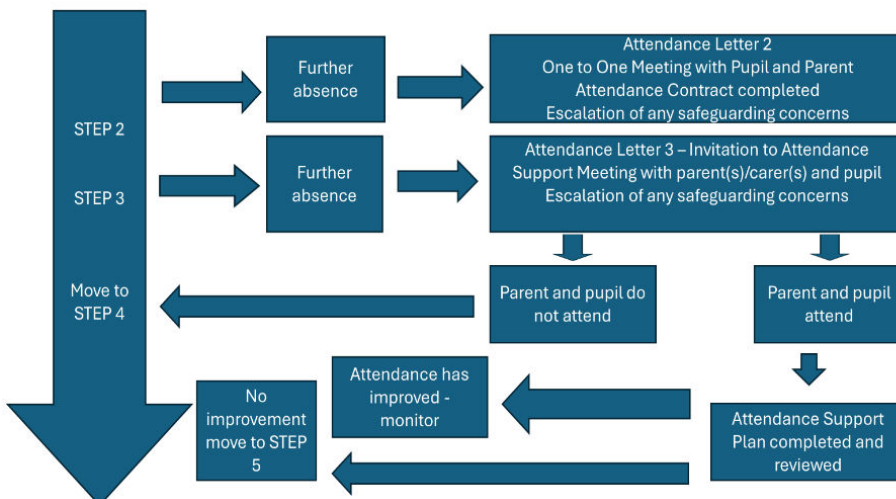 STEP 2
Further
absence
Attendance Letter 2
One to One Meeting with Pupil and Parent
Attendance Contract completed
Escalation of any safeguarding concerns
STEP 3
Further
absence
Attendance Letter 3 – Invitation to Attendance
Support Meeting with parent(s)/carer(s) and pupil
Escalation of any safeguarding concerns
Move to
STEP 4
Parent and pupil do
not attend
Parent and pupil
attend
No
improvement
move to STEP
5
Attendance has
improved -
monitor
Attendance Support
Plan completed and
reviewed